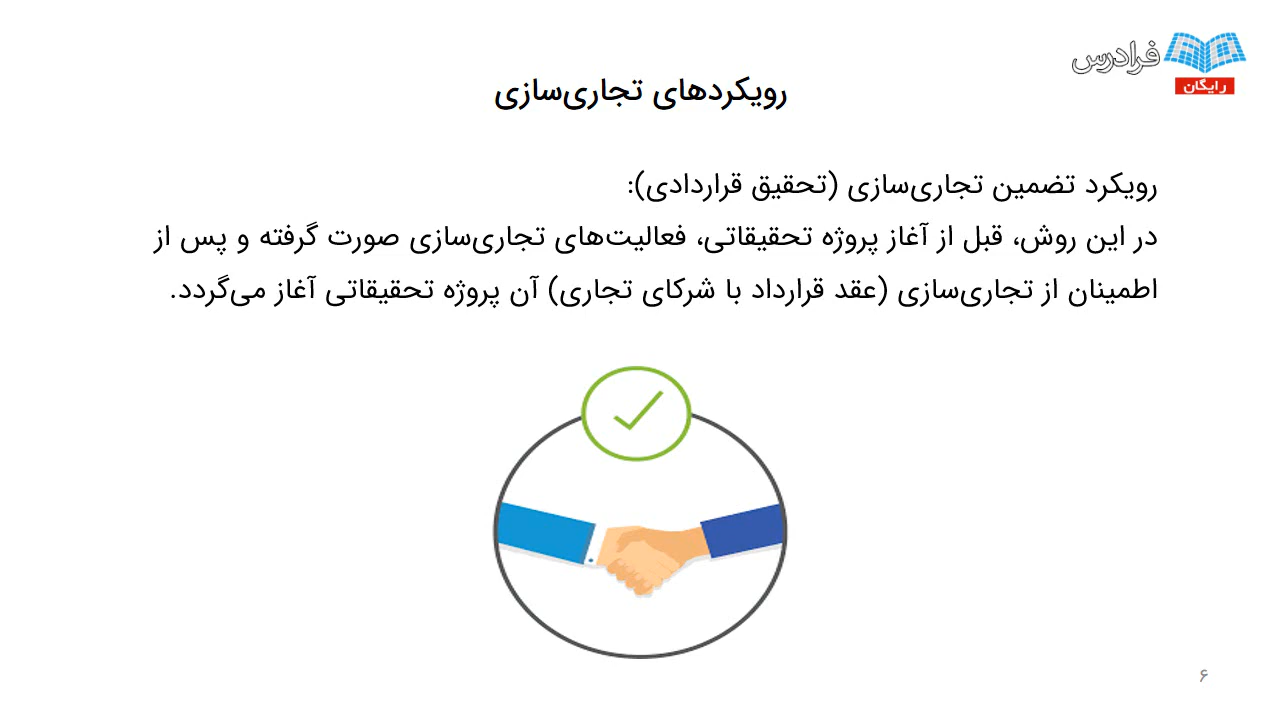 فرادرس
رایگان
رویکردهای تجاری‌سازی
رویکرد تضمین تجاری‌سازی (تحقیق قراردادی):
در این روش، قبل از آغاز پروژه تحقیقاتی، فعالیت‌های تجاری‌سازی صورت گرفته و پس از
اطمینان از تجاری‌سازی (عقد قرارداد با شرکای تجاری) آن پروژه تحقیقاتی آغاز می‌گردد.
۶